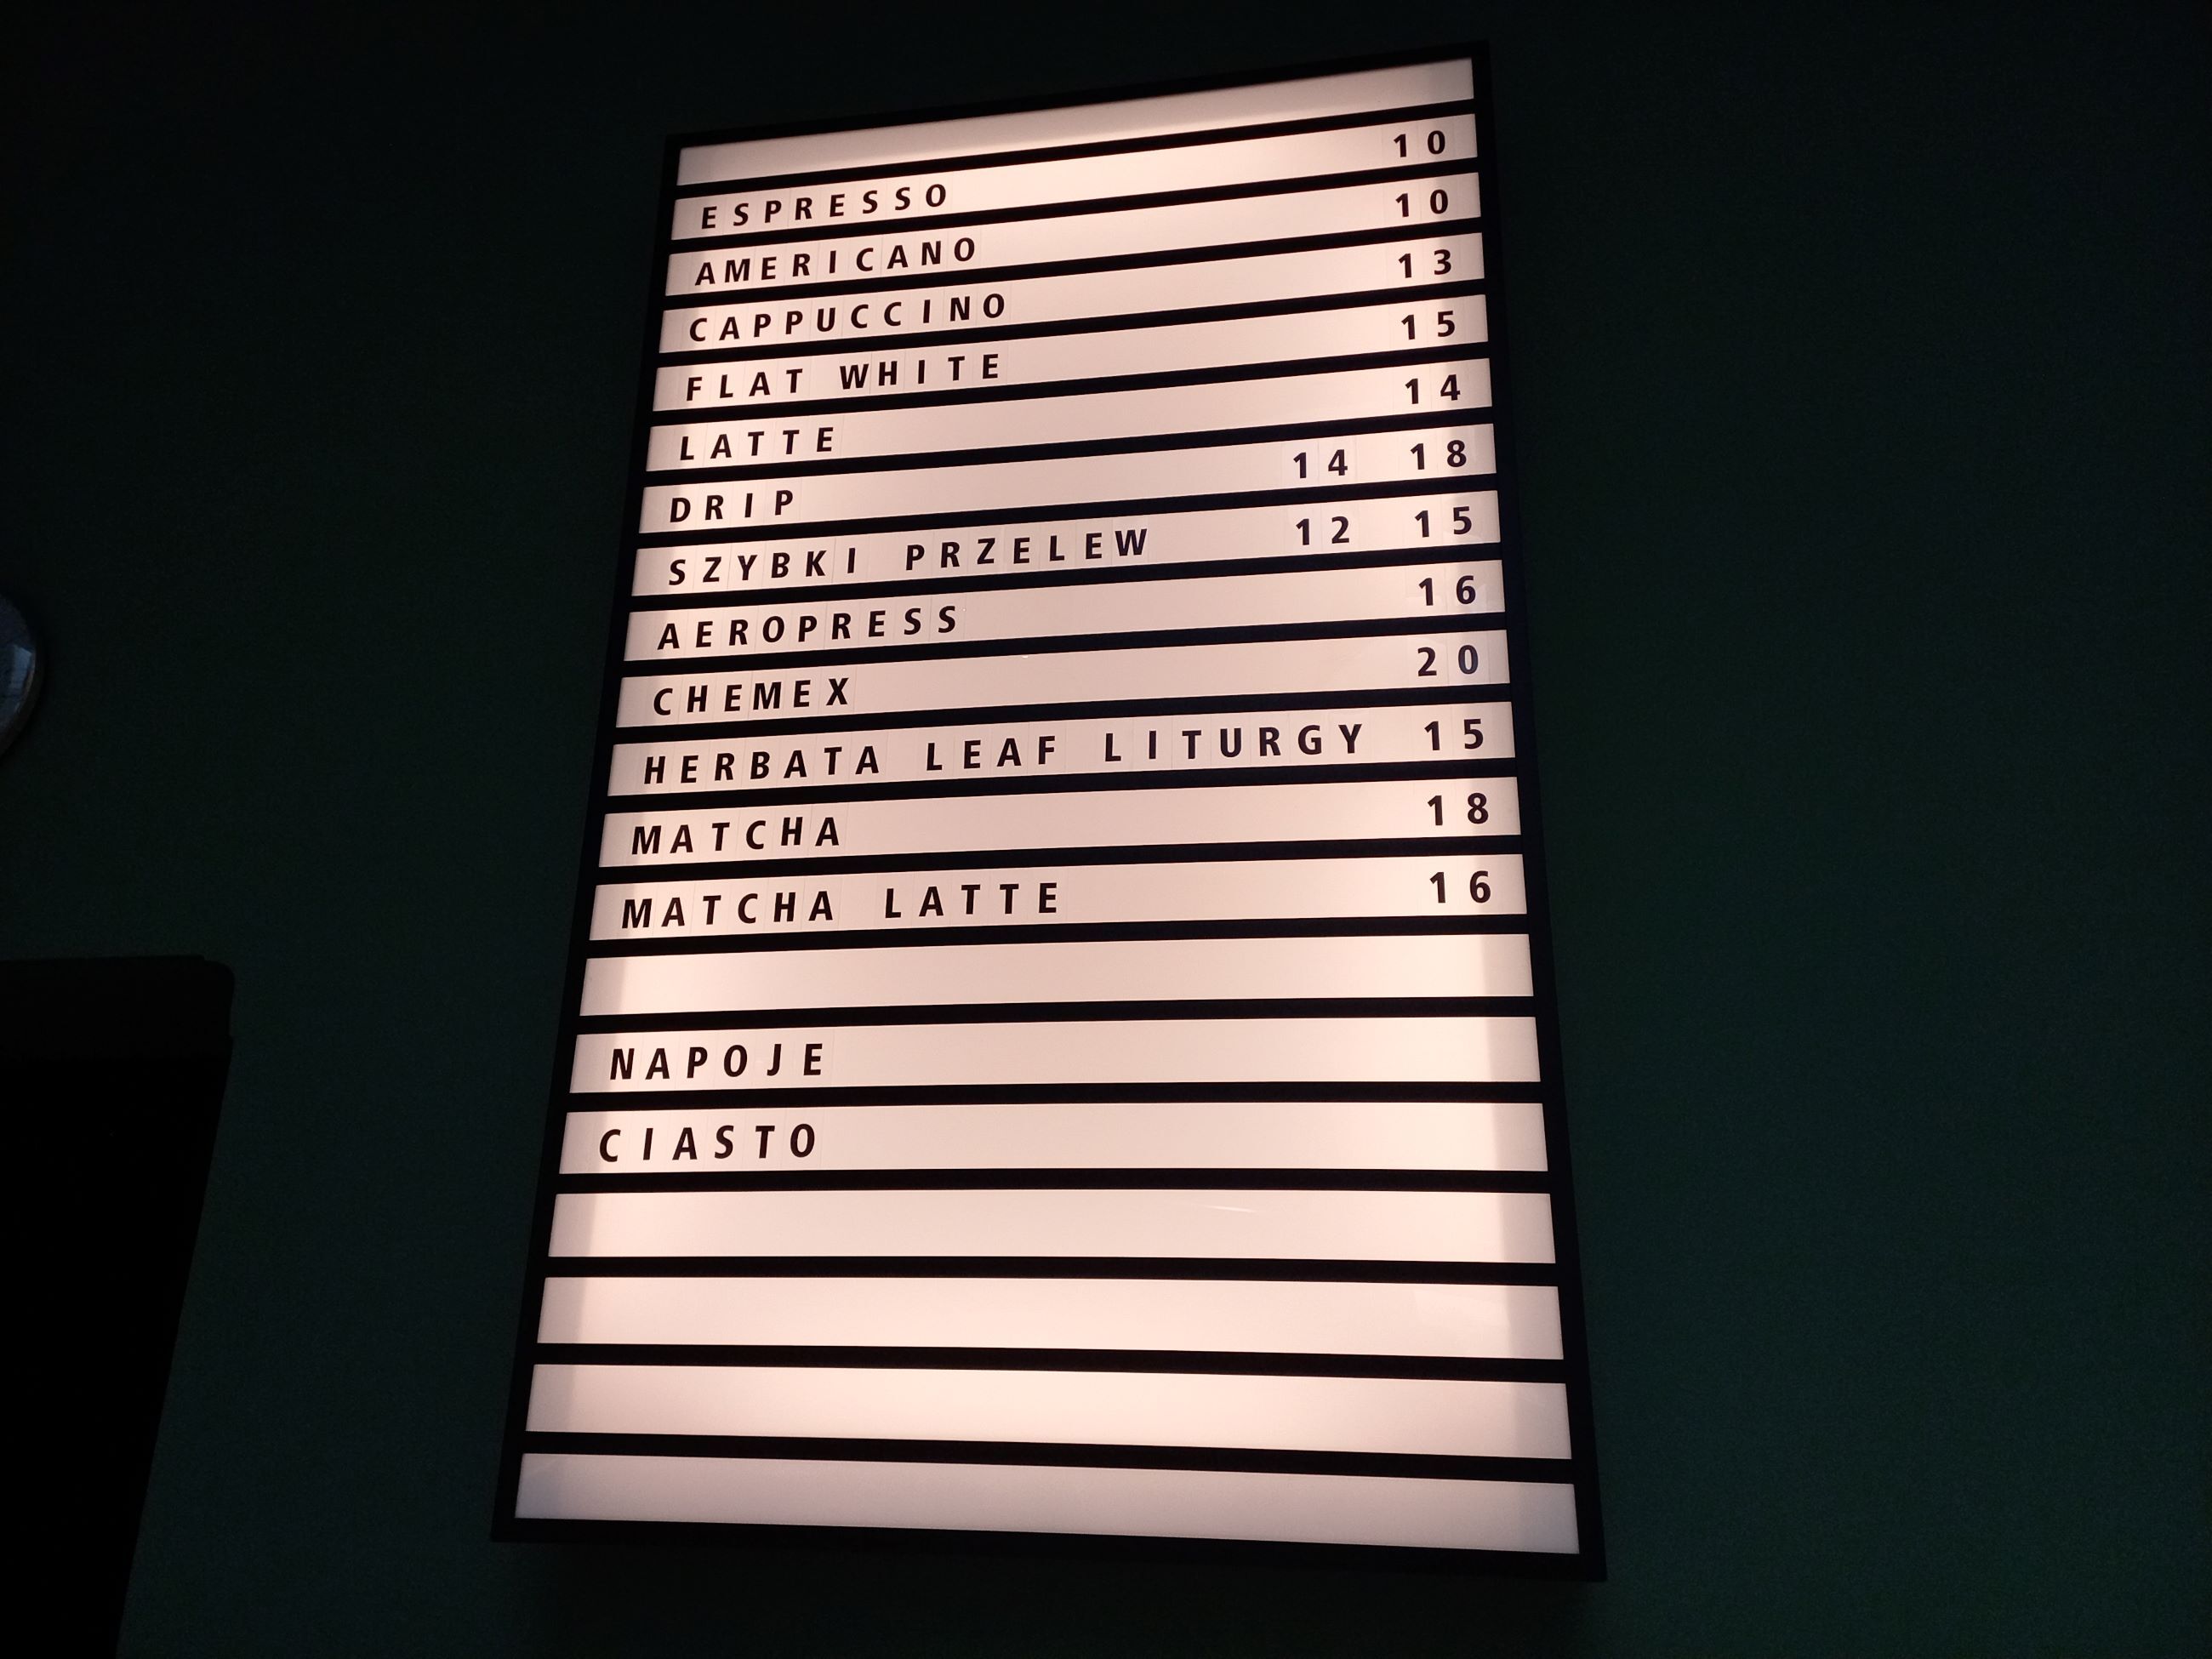 ESPRESSO 10
AMERICANO 10
CAPPUCCINO 13
FLAT WHITE 15
LATTE 14
DRIP 14 18
SZYBKI PRZELEW 12 15
AEROPRESS 16
CHEMEX 20
HERBATA LEAF LITURGY 15
MATCHA 18
MATCHA LATTE 16
NAPOJE
CIASTO